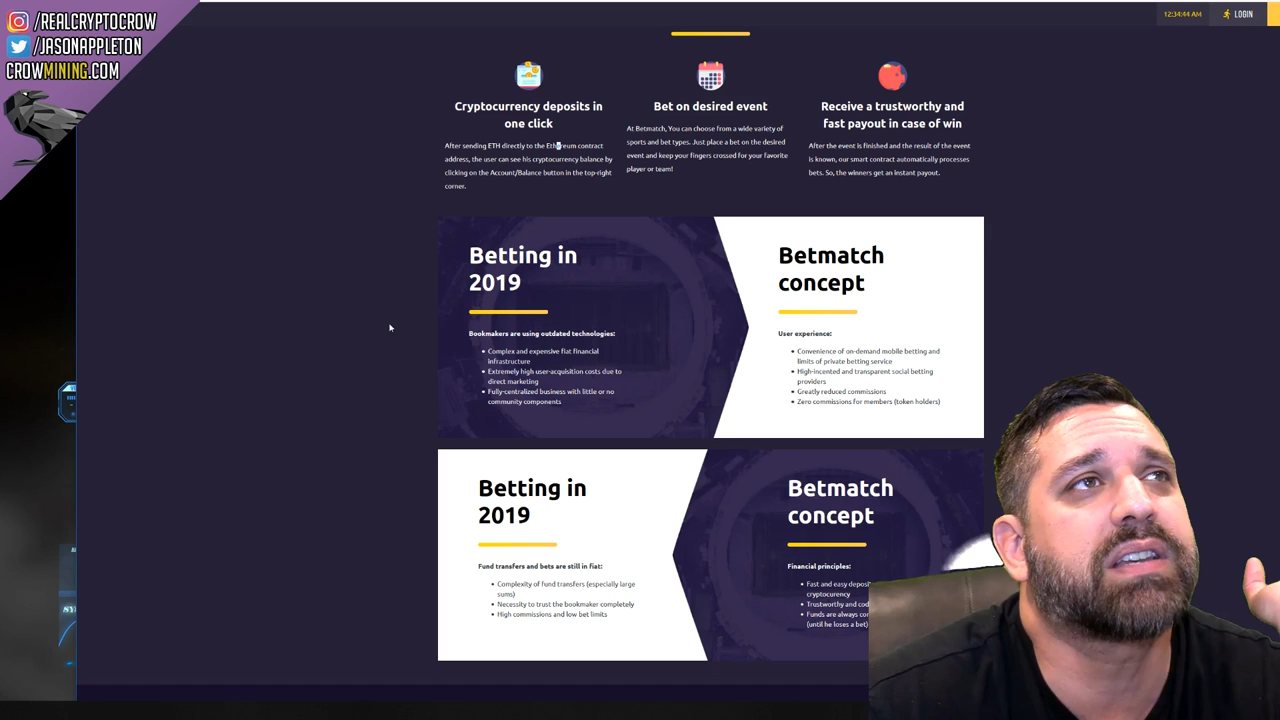 /REALCRYPTOCROW
/JASONAPPLETON
CROWMINING.COM
12:34:44 AM
LOGIN
Cryptocurrency deposits in
one click
After sending ETH directly to the Ethereum contract
address, the user can see his cryptocurrency balance by
clicking on the Account/Balance button in the top-right
corner.
Bet on desired event
At Betmatch, You can choose from a wide variety of
sports and bet types. Just place a bet on the desired
event and keep your fingers crossed for your favorite
player or team!
Receive a trustworthy and
fast payout in case of win
After the event is finished and the result of the event
is known, our smart contract automatically processes
bets. So, the winners get an instant payout.
Betting in
2019
Bookmakers are using outdated technologies:
• Complex and expensive fiat financial
infrastructure
• Extremely high user-acquisition costs due to
direct marketing
• Fully-centralized business with little or no
community components
Betmatch
concept
User experience:
• Convenience of on-demand mobile betting and
limits of private betting service
• High-incented and transparent social betting
providers
• Greatly reduced commissions
• Zero commissions for members (token holders)
Betting in
2019
Fund transfers and bets are still in fiat:
• Complexity of fund transfers (especially large
sums)
• Necessity to trust the bookmaker completely
• High commissions and low bet limits
Betmatch
concept
Financial principles:
• Fast and easy
cryptocurency
• Trustworthy and
• Funds are always
(until he loses a bet)